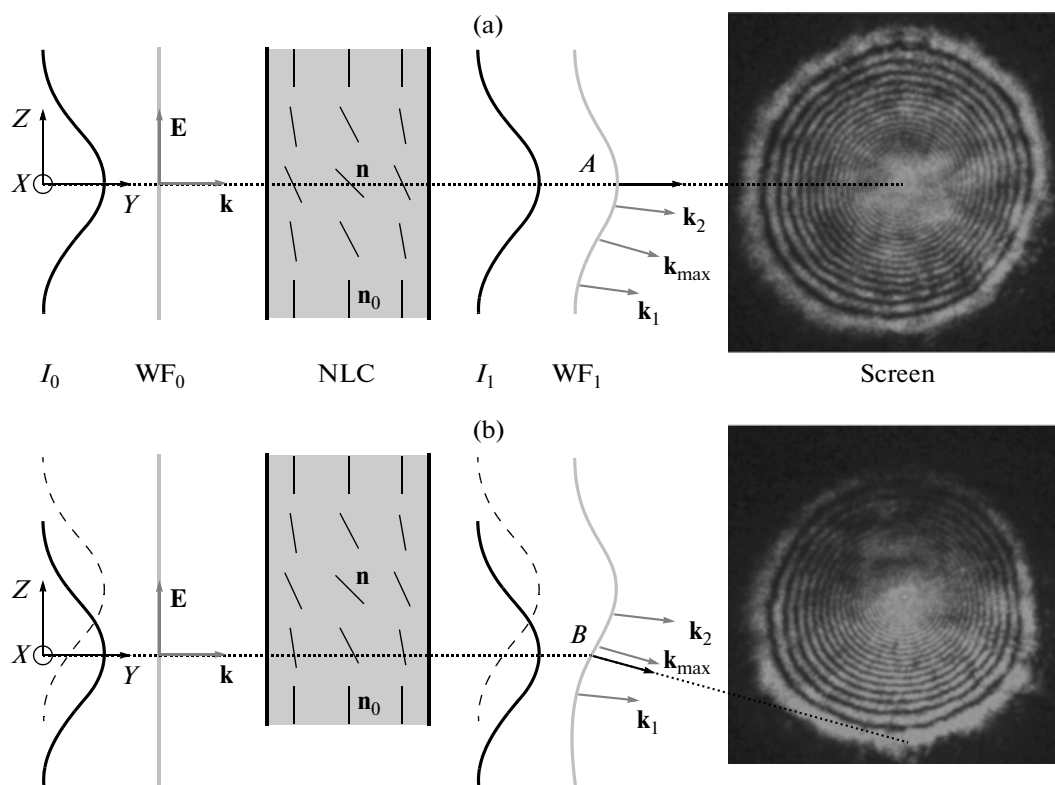 (a)
Z
E
n
A
X
Y
k
k2
kmax
n0
k1
I0
WF0
NLC
I1
WF1
Screen
(b)
Z
E
n
B
k2
X
Y
k
kmax
n0
k1